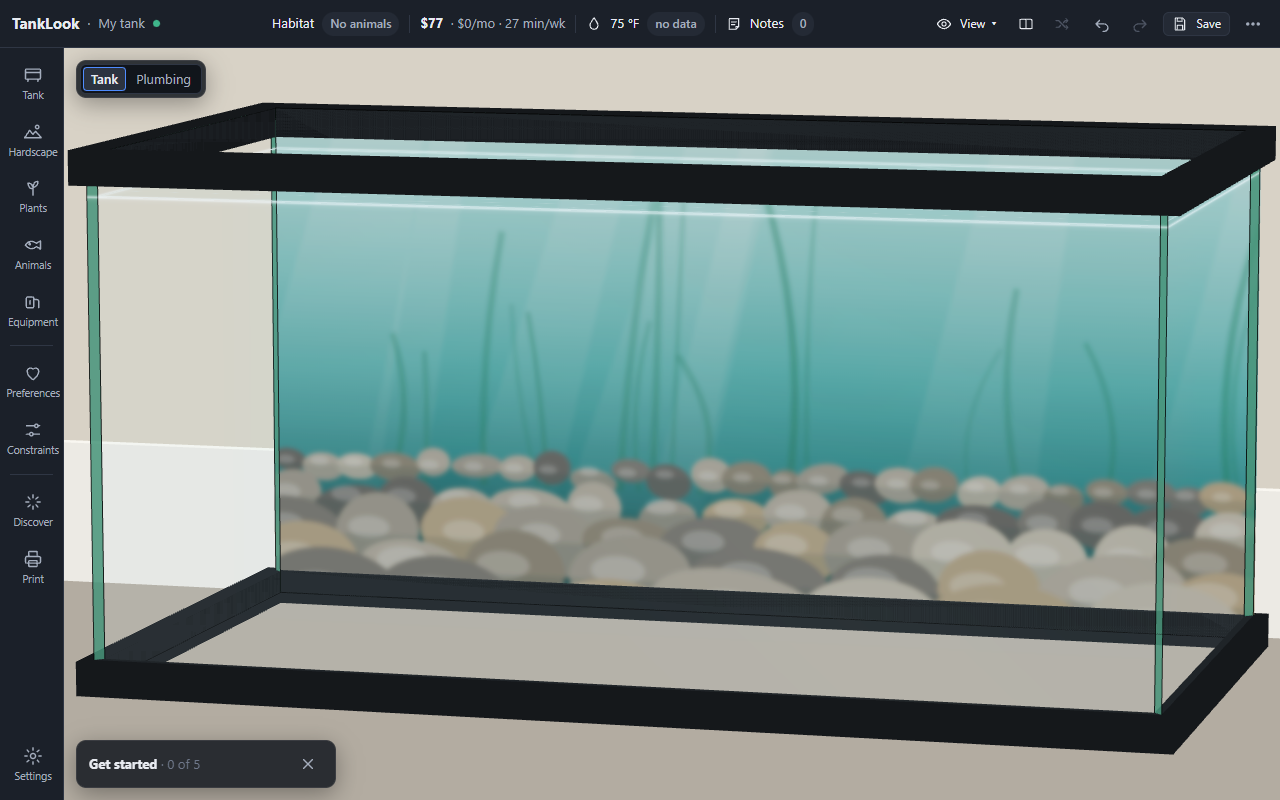 TankLook · My tank
Habitat No animals $77 · $0/mo · 27 min/wk 75 °F no data Notes 0
View Save
Tank Plumbing
Tank
Hardscape
Plants
Animals
Equipment
Preferences
Constraints
Discover
Print
Settings
Get started · 0 of 5